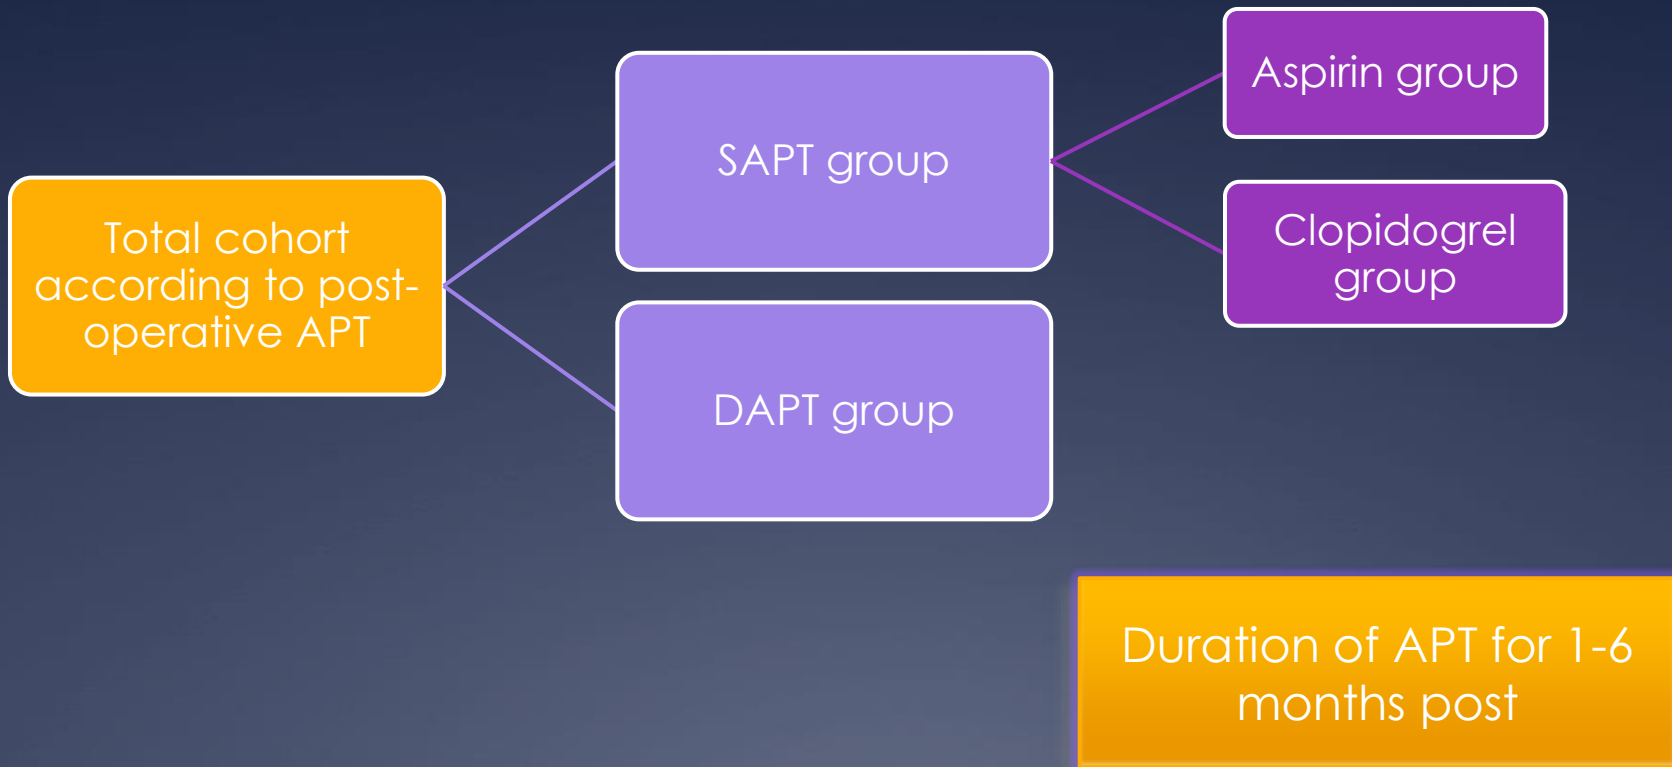 Total cohort
according to post-
operative APT
SAPT group
DAPT group
Aspirin group
Clopidogrel
group
Duration of APT for 1-6
months post